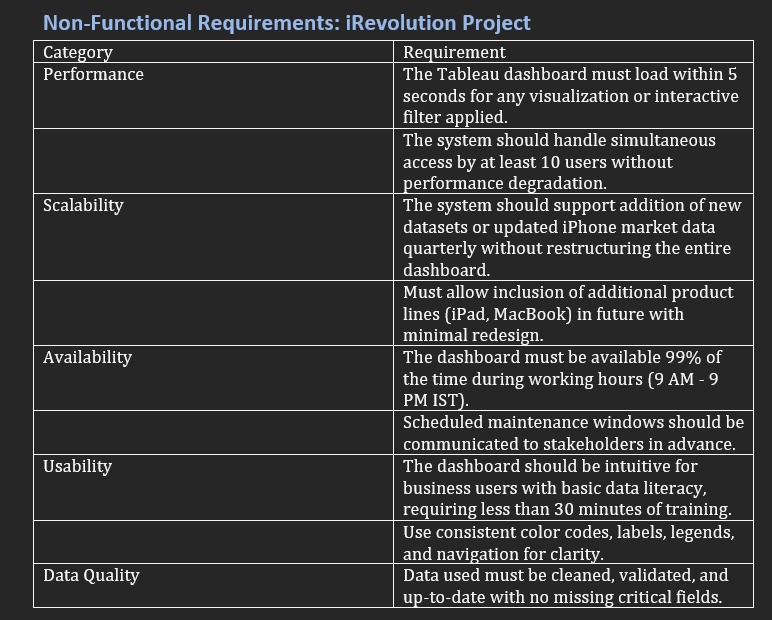 Non-Functional Requirements: iRevolution Project
Category
Requirement
Performance
The Tableau dashboard must load within 5
seconds for any visualization or interactive
filter applied.
The system should handle simultaneous
access by at least 10 users without
performance degradation.
Scalability
The system should support addition of new
datasets or updated iPhone market data
quarterly without restructuring the entire
dashboard.
Must allow inclusion of additional product
lines (iPad, MacBook) in future with
minimal redesign.
Availability
The dashboard must be available 99% of
the time during working hours (9 AM - 9
PM IST).
Scheduled maintenance windows should be
communicated to stakeholders in advance.
Usability
The dashboard should be intuitive for
business users with basic data literacy,
requiring less than 30 minutes of training.
Use consistent color codes, labels, legends,
and navigation for clarity.
Data Quality
Data used must be cleaned, validated, and
up-to-date with no missing critical fields.